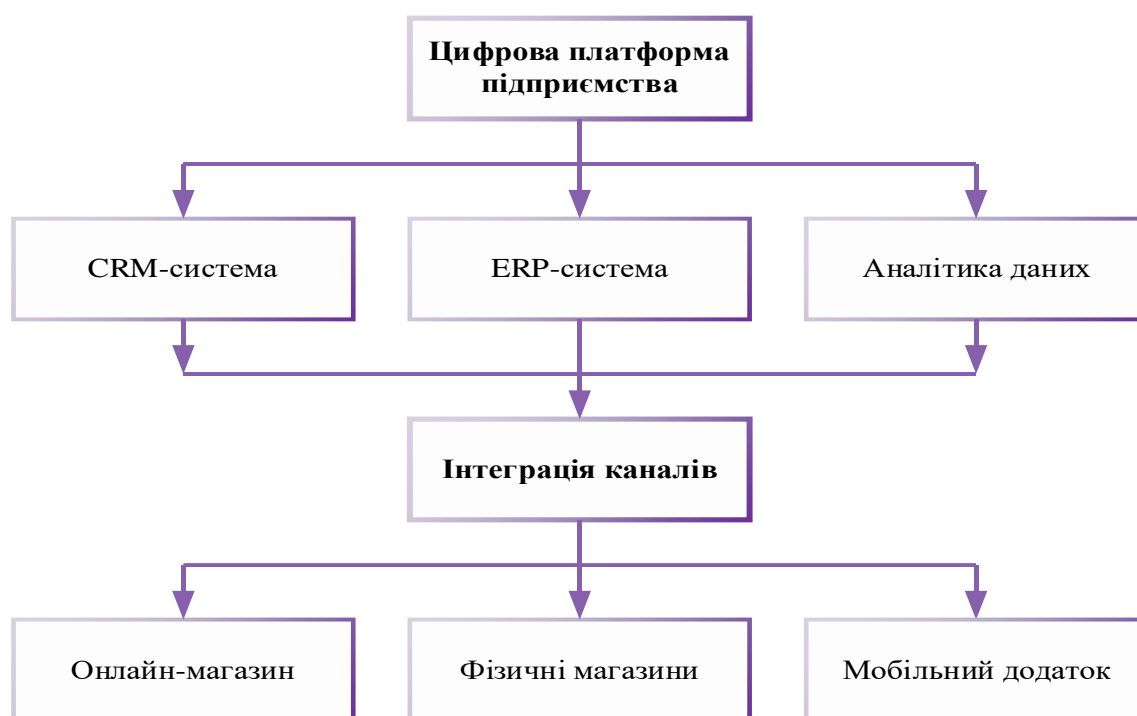 Цифрова платформа
підприємства
CRM-система
ERP-система
Аналітика даних
Інтеграція каналів
Онлайн-магазин
Фізичні магазини
Мобільний додаток